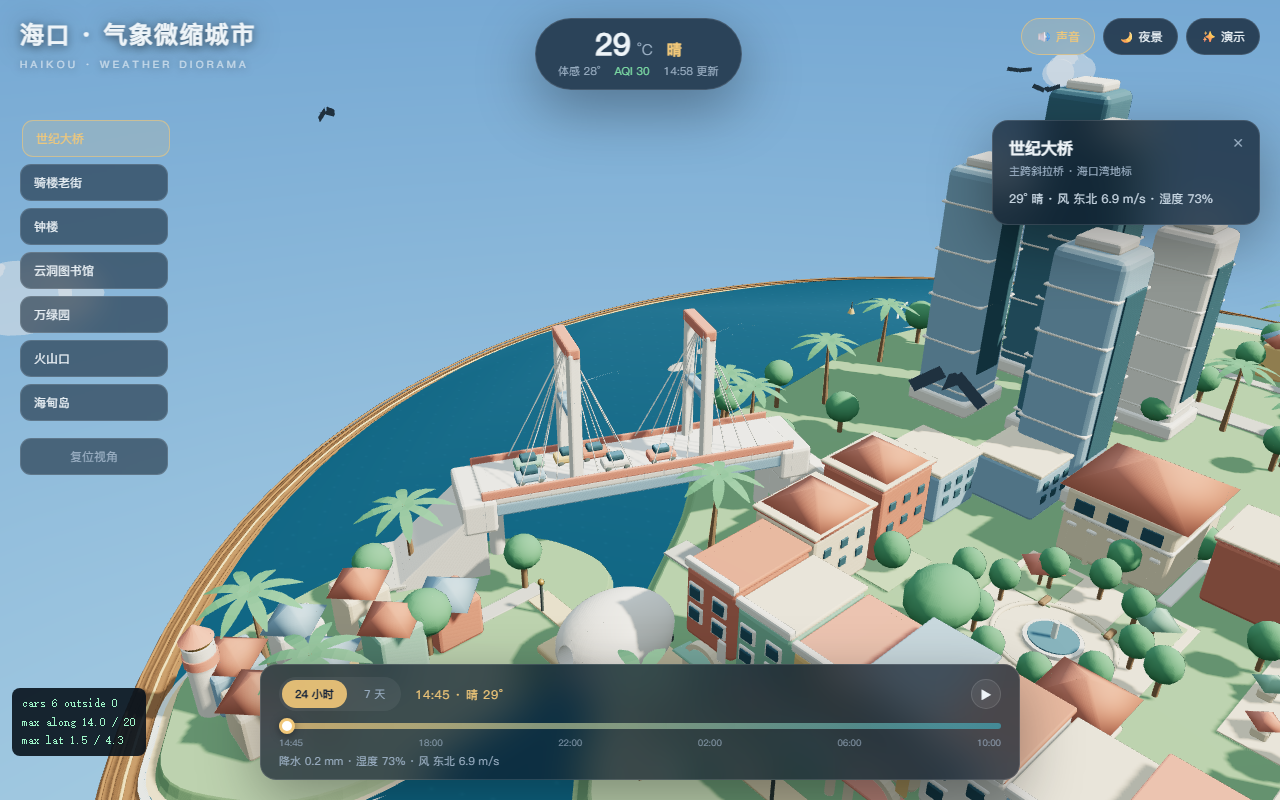 海口 · 气象微缩城市
HAIKOU · WEATHER DIORAMA
29 °C 晴
体感 28° AQI 30 14:58 更新
声音
夜景
演示
世纪大桥
骑楼老街
钟楼
云洞图书馆
万绿园
火山口
海甸岛
复位视角
世纪大桥
主跨斜拉桥 · 海口湾地标
29° 晴 · 风 东北 6.9 m/s · 湿度 73%
cars 6 outside 0
max along 14.0 / 20
max lat 1.5 / 4.3
24 小时 7 天 14:45 · 晴 29°
14:45 18:00 22:00 02:00 06:00 10:00
降水 0.2 mm · 湿度 73% · 风 东北 6.9 m/s